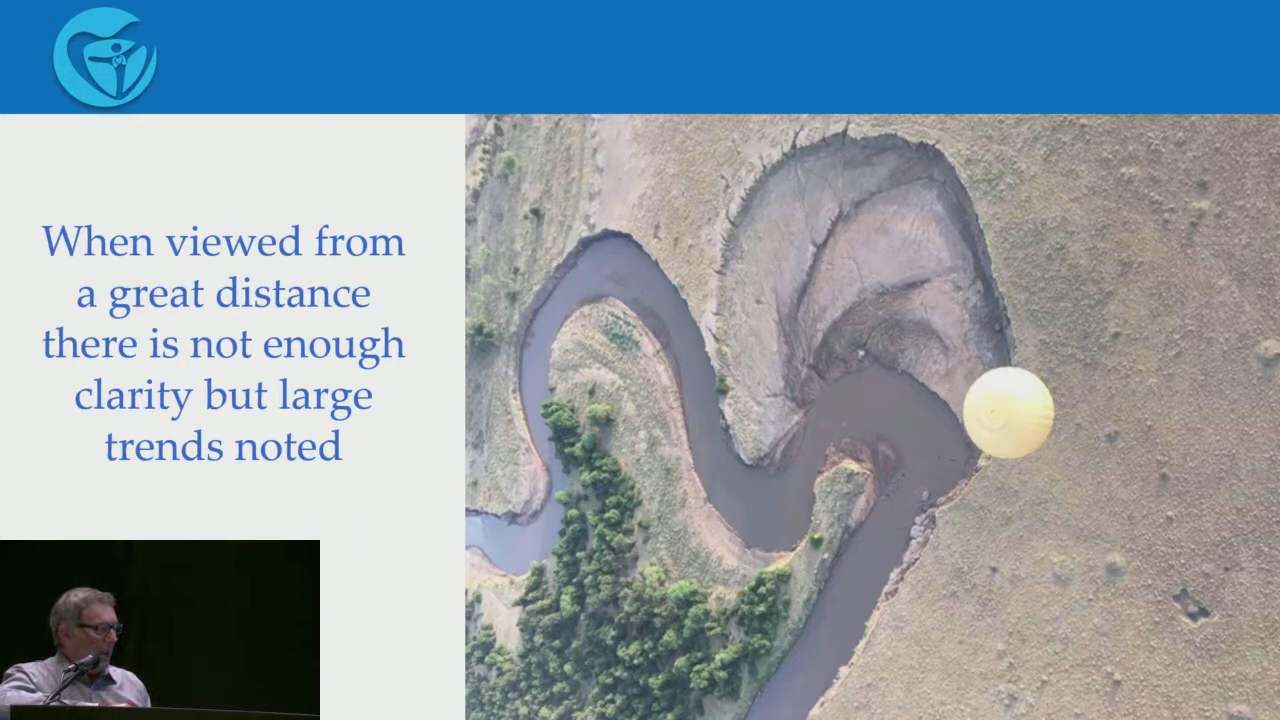 When viewed from
a great distance
there is not enough
clarity but large
trends noted